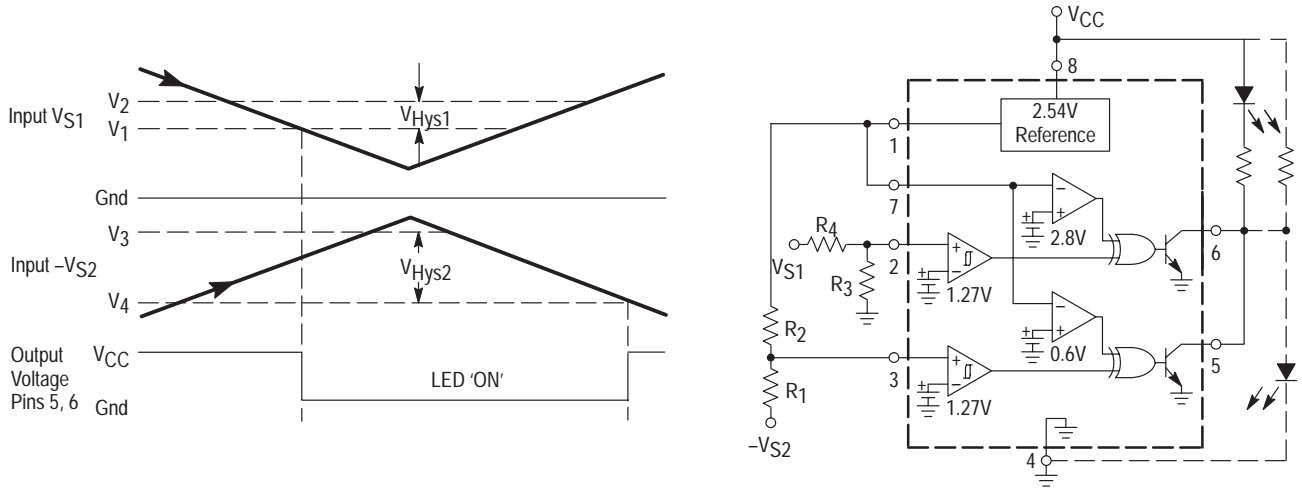 Input VS1
V2
V1
VHys1
Gnd
V3
Input –VS2
VHys2
V4
Output
Voltage
Pins 5, 6
VCC
LED 'ON'
Gnd
VCC
8
2.54V
Reference
1
7
2.8V
R4
VS1
2
R3
1.27V
6
R2
0.6V
3
5
R1
1.27V
–VS2
4